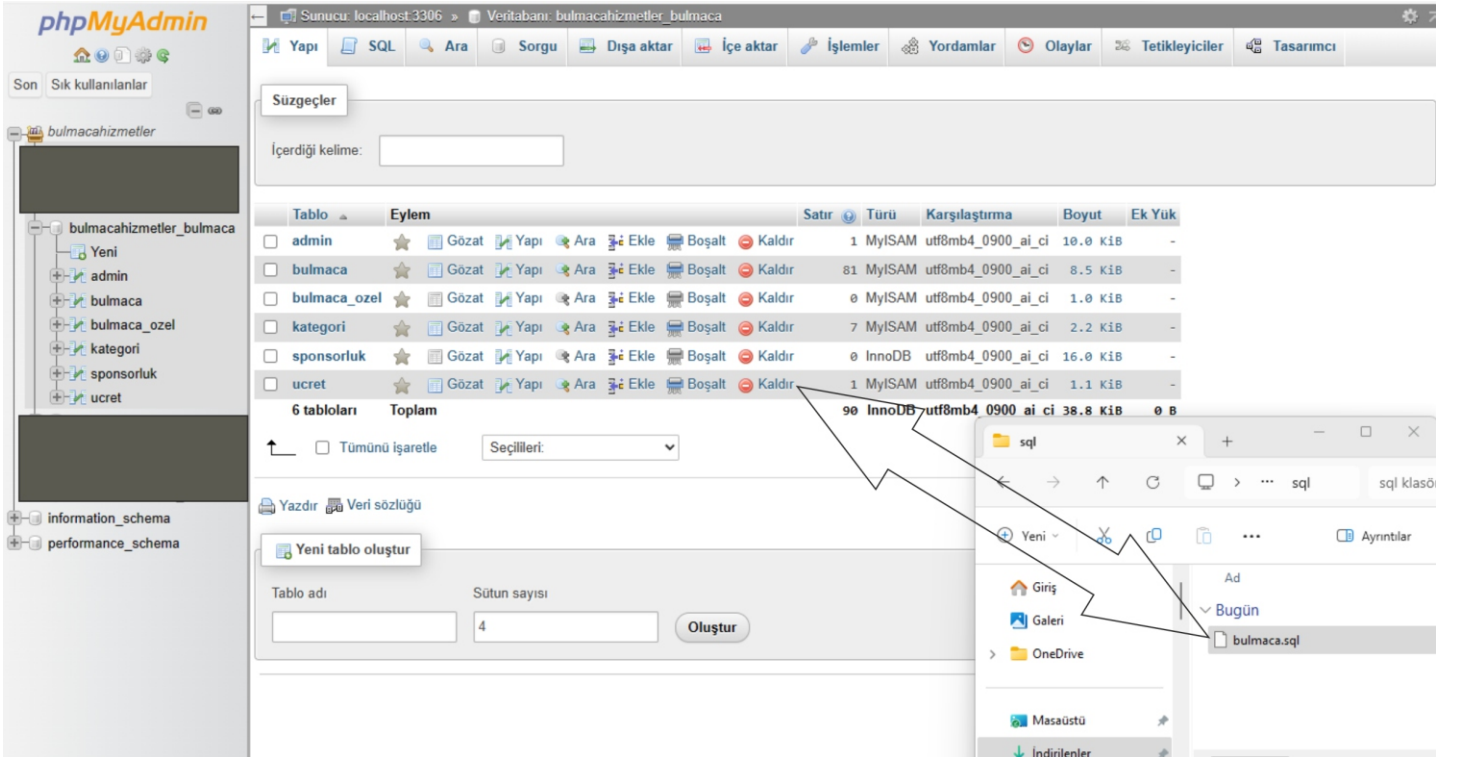 phpMyAdmin
Son Sık kullanılanlar
bulmacahizmetler
bulmacahizmetler_bulmaca
Yeni
admin
bulmaca
bulmaca_ozel
kategori
sponsorluk
ucret
information_schema
performance_schema
Sunucu: localhost:3306 » Veritabanı: bulmacahizmetler_bulmaca
Yapı SQL Ara Sorgu Dışa aktar İçe aktar İşlemler Yordamlar Olaylar Tetikleyiciler Tasarımcı
Süzgeçler
İçerdiği kelime:
Tablo Eylem Satır Türü Karşılaştırma Boyut Ek Yük
admin Gözat Yapı Ara Ekle Boşalt Kaldır 1 MyISAM utf8mb4_0900_ai_ci 10.0 KiB -
bulmaca Gözat Yapı Ara Ekle Boşalt Kaldır 81 MyISAM utf8mb4_0900_ai_ci 8.5 KiB -
bulmaca_ozel Gözat Yapı Ara Ekle Boşalt Kaldır 0 MyISAM utf8mb4_0900_ai_ci 1.0 KiB -
kategori Gözat Yapı Ara Ekle Boşalt Kaldır 7 MyISAM utf8mb4_0900_ai_ci 2.2 KiB -
sponsorluk Gözat Yapı Ara Ekle Boşalt Kaldır 0 InnoDB utf8mb4_0900_ai_ci 16.0 KiB -
ucret Gözat Yapı Ara Ekle Boşalt Kaldır 1 MyISAM utf8mb4_0900_ai_ci 1.1 KiB -
6 tabloları Toplam 90 InnoDB utf8mb4_0900_ai_ci 38.8 KiB 0 B
Tümünü işaretle Seçilileri:
Yazdır Veri sözlüğü
Yeni tablo oluştur
Tablo adı Sütun sayısı
4 Oluştur
sql
sql sql klasö
Yeni Ayrıntılar
Giriş
Galeri
OneDrive
Masaüstü
İndirilenler
Ad
Bugün
bulmaca.sql